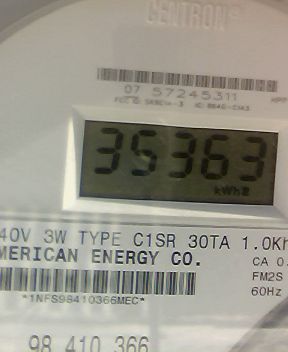 CENTRON®
07 57245311
35363
kWh
40V 3W TYPE C1SR 30TA 1.0Kh
MERICAN ENERGY CO.
CA 0.
FM2S
60Hz
*1NFS98410366MEC*
98 410 366